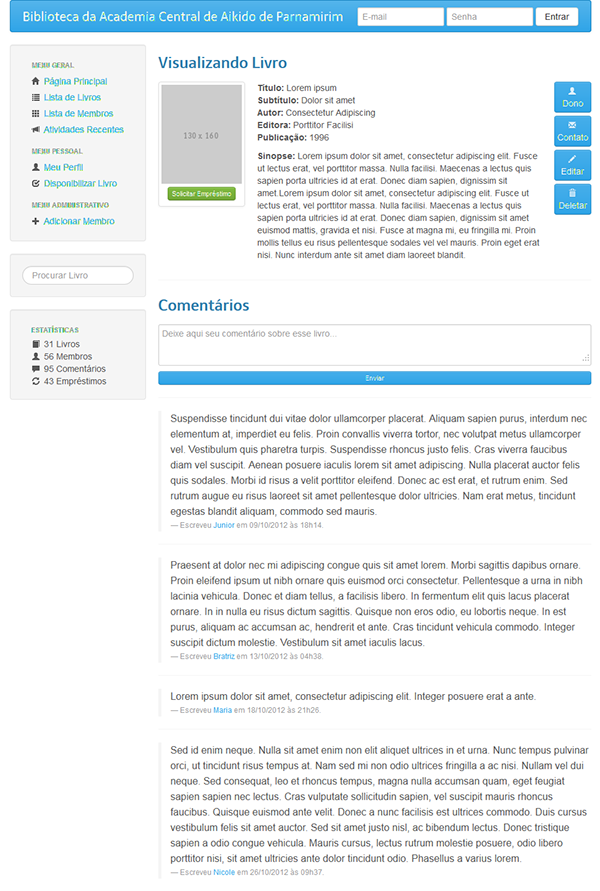 Biblioteca da Academia Central de Aikido de Parnamirim
E-mail
Senha
Entrar
MENU GERAL
Página Principal
Lista de Livros
Lista de Membros
Atividades Recentes
MENU PESSOAL
Meu Perfil
Disponibilizar Livro
MENU ADMINISTRATIVO
Adicionar Membro
Procurar Livro
ESTATÍSTICAS
31 Livros
56 Membros
95 Comentários
43 Empréstimos
Visualizando Livro
130 x 160
Solicitar Empréstimo
Título: Lorem ipsum
Subtítulo: Dolor sit amet
Autor: Consectetur Adipiscing
Editora: Porttitor Facilisi
Publicação: 1996
Sinopse: Lorem ipsum dolor sit amet, consectetur adipiscing elit. Fusce
ut lectus erat, vel porttitor massa. Nulla facilisi. Maecenas a lectus quis
sapien porta ultricies id at erat. Donec diam sapien, dignissim sit
amet.Lorem ipsum dolor sit amet, consectetur adipiscing elit. Fusce ut
lectus erat, vel porttitor massa. Nulla facilisi. Maecenas a lectus quis
sapien porta ultricies id at erat. Donec diam sapien, dignissim sit amet
euismod mattis, gravida et nisi. Fusce at magna mi, eu fringilla mi. Proin
mollis tellus eu risus pellentesque sodales vel vel mauris. Proin eget erat
nisi. Nunc interdum ante sit amet diam laoreet blandit.
Dono
Contato
Editar
Deletar
Comentários
Deixe aqui seu comentário sobre esse livro...
Enviar
Suspendisse tincidunt dui vitae dolor ullamcorper placerat. Aliquam sapien purus, interdum nec
elementum at, imperdiet eu felis. Proin convallis viverra tortor, nec volutpat metus ullamcorper
vel. Vestibulum quis pharetra turpis. Suspendisse rhoncus justo felis. Cras viverra faucibus
diam vel suscipit. Aenean posuere iaculis lorem sit amet adipiscing. Nulla placerat auctor felis
quis sodales. Morbi id risus a velit porttitor eleifend. Donec ac est erat, et rutrum enim. Sed
rutrum augue eu risus laoreet sit amet pellentesque dolor ultricies. Nam erat metus, tincidunt
egestas blandit aliquam, commodo sed mauris.
— Escreveu Junior em 09/10/2012 às 18h14.
Praesent at dolor nec mi adipiscing congue quis sit amet lorem. Morbi sagittis dapibus ornare.
Proin eleifend ipsum ut nibh ornare quis euismod orci consectetur. Pellentesque a urna in nibh
lacinia vehicula. Donec et diam tellus, a facilisis libero. In fermentum elit quis lacus placerat
ornare. In in nulla eu risus dictum sagittis. Quisque non eros odio, eu lobortis neque. In est
purus, aliquam ac accumsan ac, hendrerit et ante. Cras tincidunt vehicula commodo. Integer
suscipit dictum molestie. Vestibulum sit amet iaculis lacus.
— Escreveu Bratriz em 13/10/2012 às 04h38.
Lorem ipsum dolor sit amet, consectetur adipiscing elit. Integer posuere erat a ante.
— Escreveu Maria em 18/10/2012 às 21h26.
Sed id enim neque. Nulla sit amet enim non elit aliquet ultrices in et urna. Nunc tempus pulvinar
orci, ut tincidunt risus tempus at. Nam sed mi non odio ultrices fringilla a ac nisi. Nullam vel dui
neque. Sed consequat, leo et rhoncus tempus, magna nulla accumsan quam, eget feugiat
sapien sapien nec lectus. Cras vulputate sollicitudin sapien, vel suscipit mauris rhoncus
faucibus. Quisque euismod ante velit. Donec a nunc facilisis est ultrices commodo. Duis cursus
vestibulum felis sit amet auctor. Sed sit amet justo nisl, ac bibendum lectus. Donec tristique
sapien a odio congue vehicula. Mauris cursus, lectus rutrum molestie posuere, odio libero
porttitor nisi, sit amet ultricies ante dolor tincidunt odio. Phasellus a varius lorem.
— Escreveu Nicole em 26/10/2012 às 09h37.